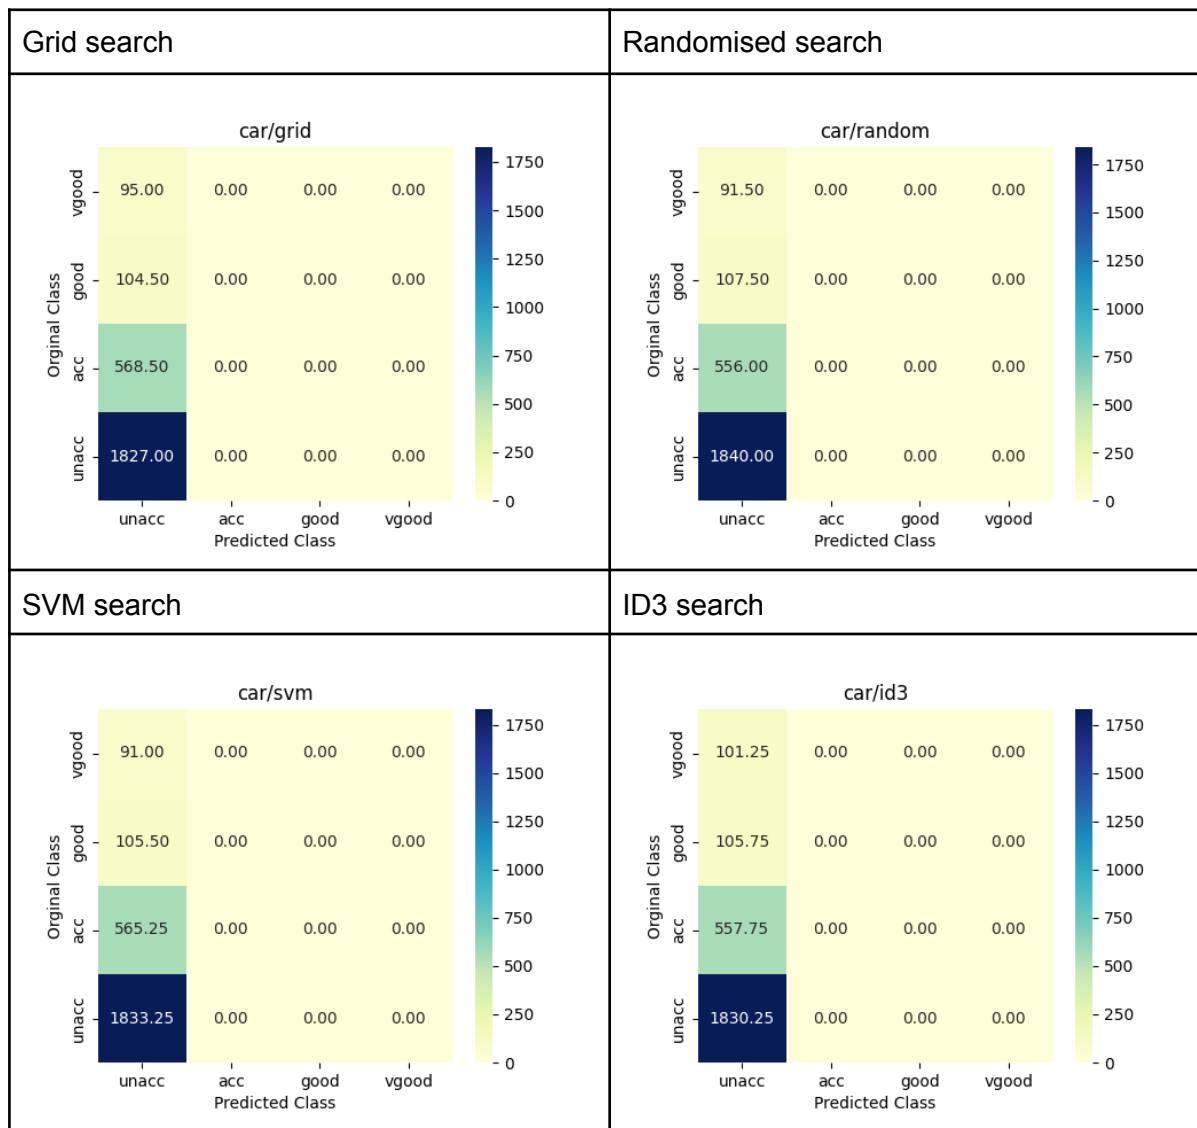 Grid search
Randomised search
car/grid
vgood 95.00 0.00 0.00 0.00
good 104.50 0.00 0.00 0.00
acc 568.50 0.00 0.00 0.00
unacc 1827.00 0.00 0.00 0.00
Orginal Class
unacc acc good vgood
Predicted Class
1750
1500
1250
1000
750
500
250
0
car/random
vgood 91.50 0.00 0.00 0.00
good 107.50 0.00 0.00 0.00
acc 556.00 0.00 0.00 0.00
unacc 1840.00 0.00 0.00 0.00
Orginal Class
unacc acc good vgood
Predicted Class
1750
1500
1250
1000
750
500
250
0
SVM search
ID3 search
car/svm
vgood 91.00 0.00 0.00 0.00
good 105.50 0.00 0.00 0.00
acc 565.25 0.00 0.00 0.00
unacc 1833.25 0.00 0.00 0.00
Orginal Class
unacc acc good vgood
Predicted Class
1750
1500
1250
1000
750
500
250
0
car/id3
vgood 101.25 0.00 0.00 0.00
good 105.75 0.00 0.00 0.00
acc 557.75 0.00 0.00 0.00
unacc 1830.25 0.00 0.00 0.00
Orginal Class
unacc acc good vgood
Predicted Class
1750
1500
1250
1000
750
500
250
0